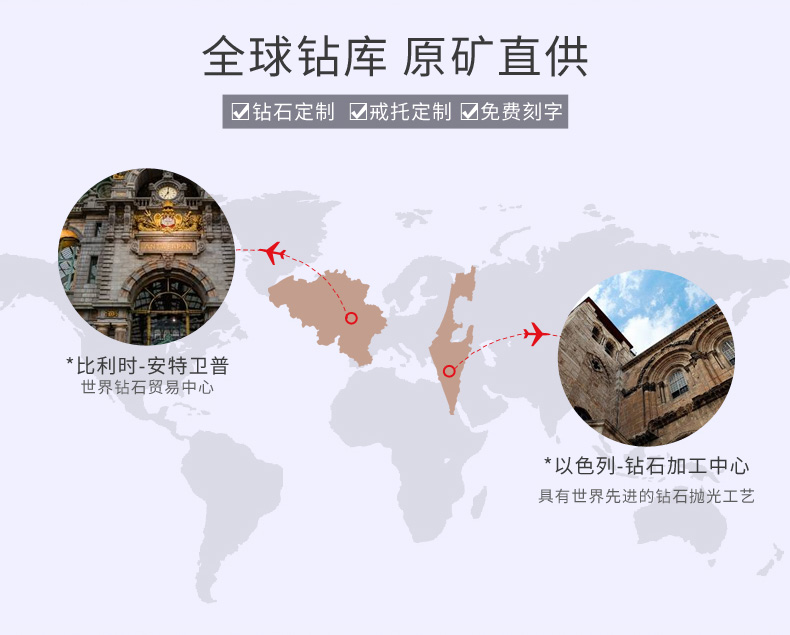 全球钻库 原矿直供
☑钻石定制 ☑戒托定制 ☑免费刻字
*比利时-安特卫普
世界钻石贸易中心
*以色列-钻石加工中心
具有世界先进的钻石抛光工艺